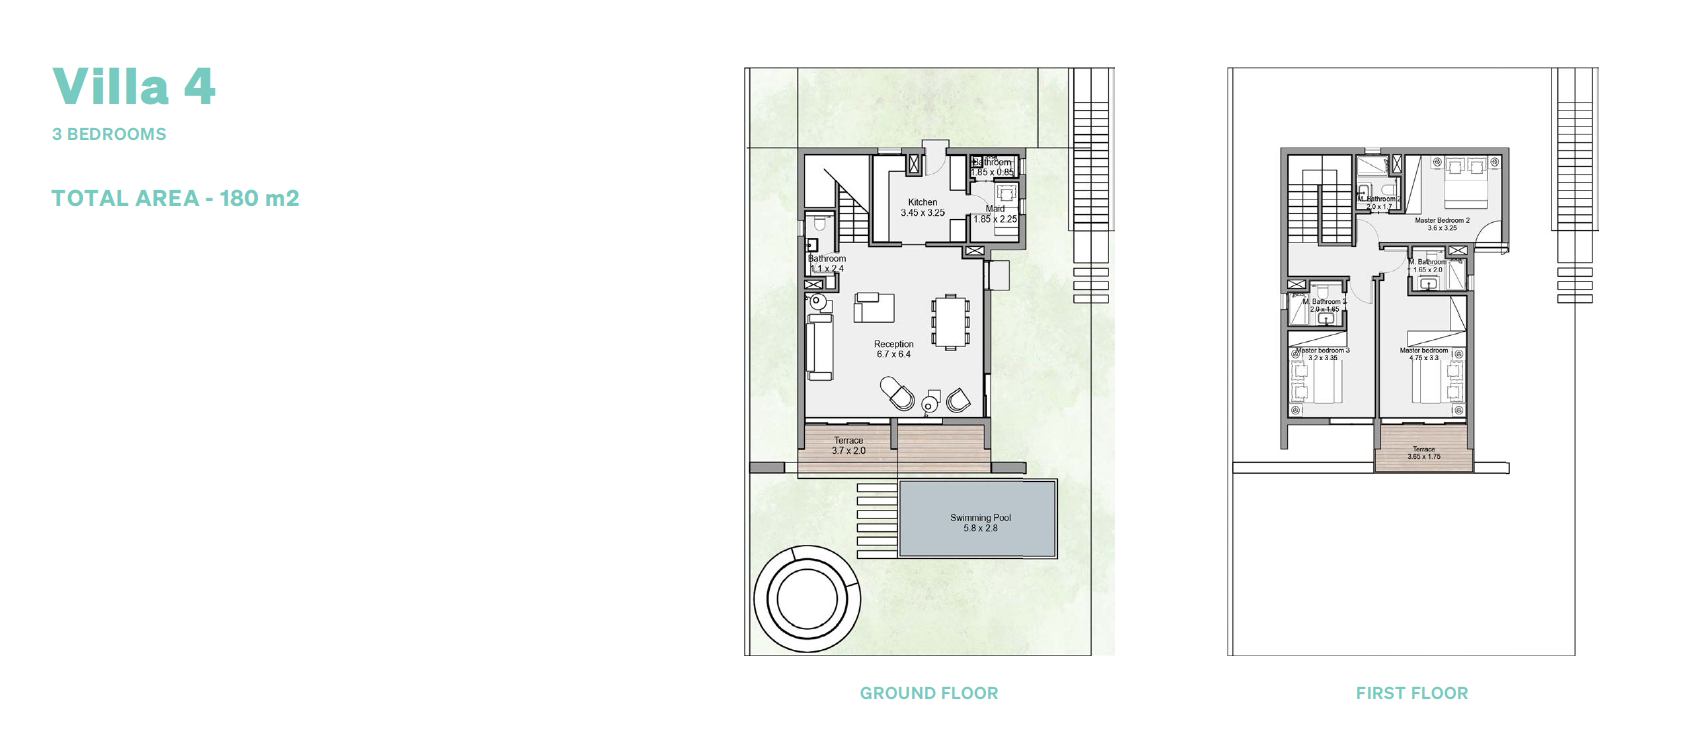 Villa 4
3 BEDROOMS
TOTAL AREA - 180 m2
Bathroom
1.85 x 0.85
Kitchen
3.45 x 3.25
Maid
1.85 x 2.25
Bathroom
1.1 x 2.4
Reception
6.7 x 6.4
Terrace
3.7 x 2.0
Swimming Pool
5.8 x 2.8
GROUND FLOOR
M. Bathroom 2
2.0 x 1.7
Master Bedroom 2
3.6 x 3.25
M. Bathroom
1.65 x 2.0
M. Bathroom 3
2.0 x 1.65
Master bedroom 3
3.2 x 3.35
Master bedroom
4.75 x 3.3
Terrace
3.65 x 1.75
FIRST FLOOR